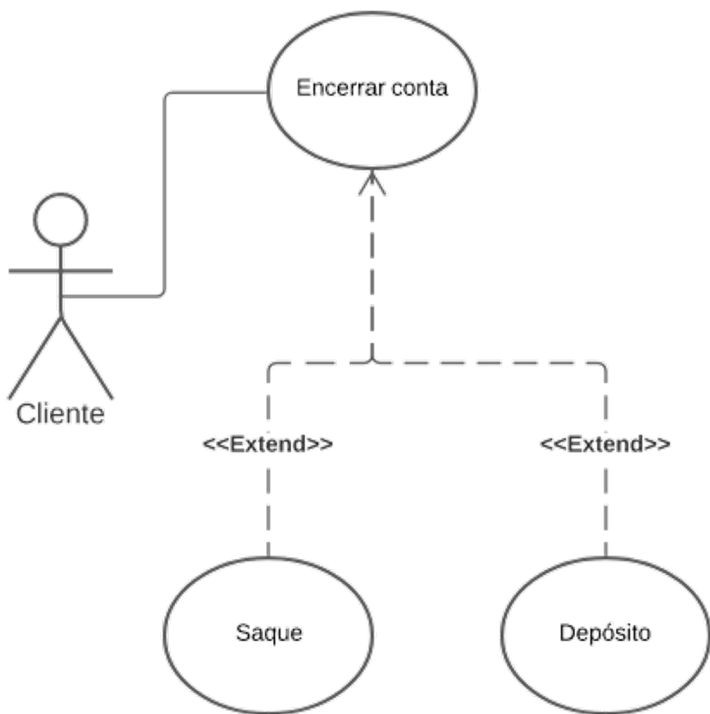 Encerrar conta
Cliente
<<Extend>>
<<Extend>>
Saque
Depósito